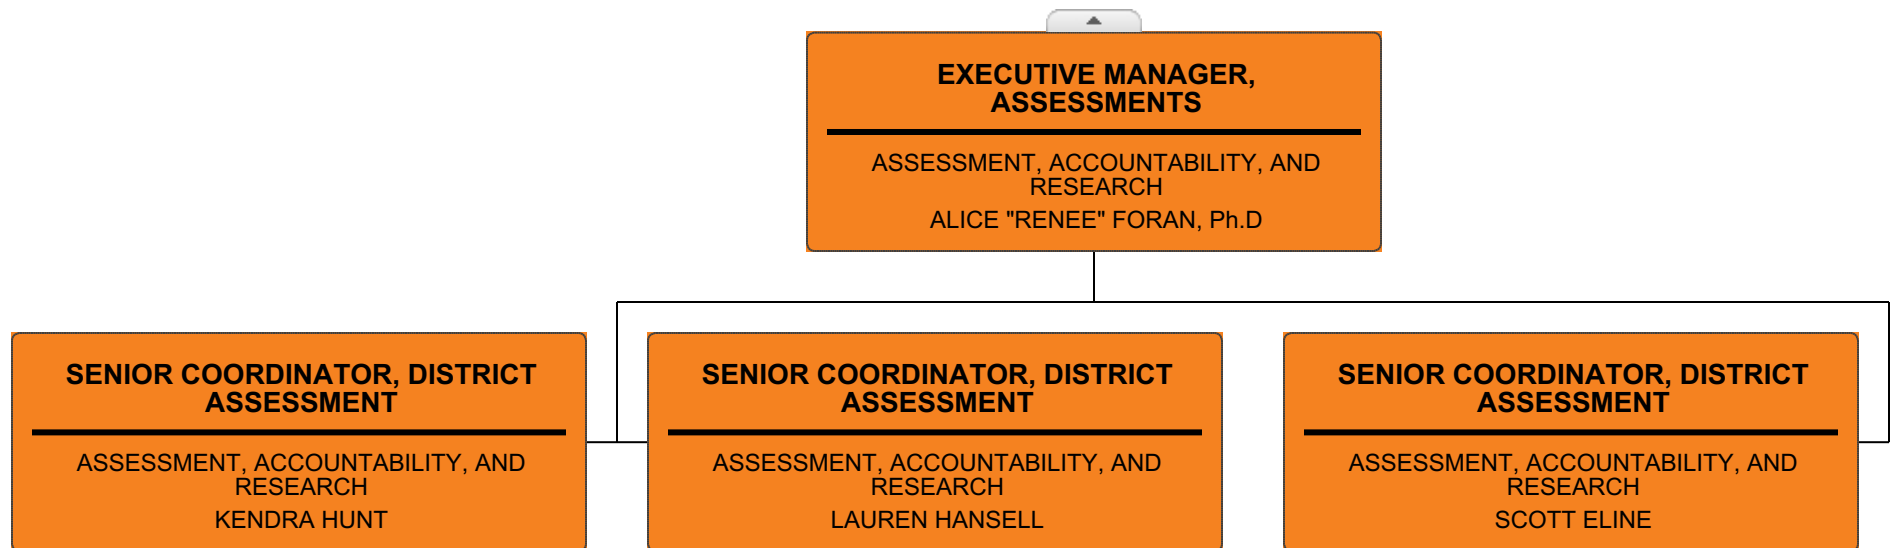 EXECUTIVE MANAGER,
ASSESSMENTS
ASSESSMENT, ACCOUNTABILITY, AND
RESEARCH
ALICE "RENEE" FORAN, Ph.D
SENIOR COORDINATOR, DISTRICT
ASSESSMENT
ASSESSMENT, ACCOUNTABILITY, AND
RESEARCH
KENDRA HUNT
SENIOR COORDINATOR, DISTRICT
ASSESSMENT
ASSESSMENT, ACCOUNTABILITY, AND
RESEARCH
LAUREN HANSELL
SENIOR COORDINATOR, DISTRICT
ASSESSMENT
ASSESSMENT, ACCOUNTABILITY, AND
RESEARCH
SCOTT ELINE